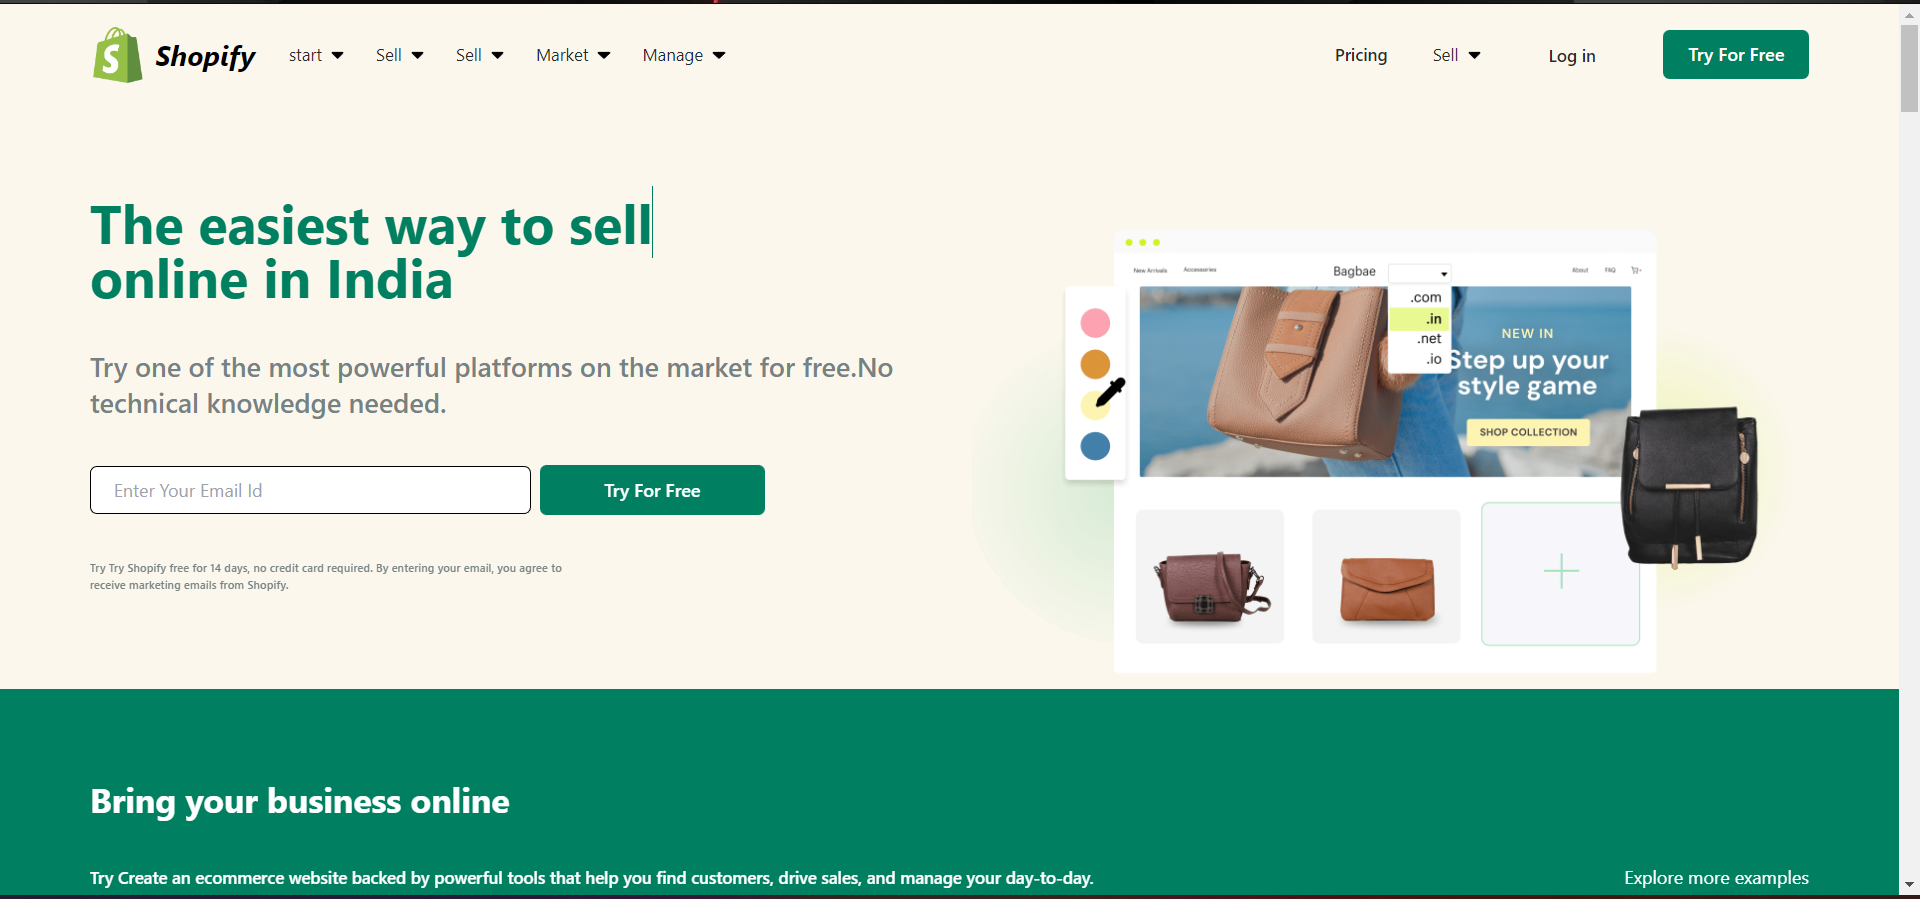 Shopify
start
Sell
Sell
Market
Manage
Pricing
Sell
Log in
Try For Free
The easiest way to sell
online in India
Try one of the most powerful platforms on the market for free.No
technical knowledge needed.
Enter Your Email Id
Try For Free
Try Try Shopify free for 14 days, no credit card required. By entering your email, you agree to
receive marketing emails from Shopify.
New Arrivals
Accessories
Bagbae
About
FAQ
.com
.in
.net
.io
NEW IN
Step up your
style game
SHOP COLLECTION
Bring your business online
Try Create an ecommerce website backed by powerful tools that help you find customers, drive sales, and manage your day-to-day.
Explore more examples